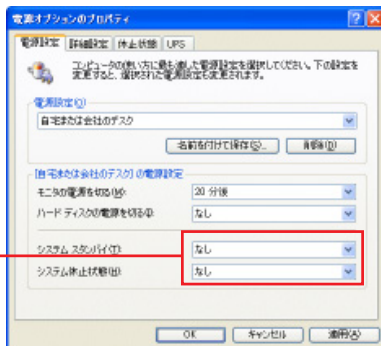 電源オプションのプロパティ
電源設定 詳細設定 休止状態 UPS
コンピュータの使い方に最も適した電源設定を選択してください。下の設定を
変更すると、選択された電源設定も変更されます。
電源設定(O)
自宅または会社のデスク
名前を付けて保存(S)... 削除(D)
[自宅または会社のデスク] の電源設定
モニタの電源を切る(M): 20 分後
ハード ディスクの電源を切る(I): なし
システム スタンバイ(T): なし
システム休止状態(H): なし
OK キャンセル 適用(A)